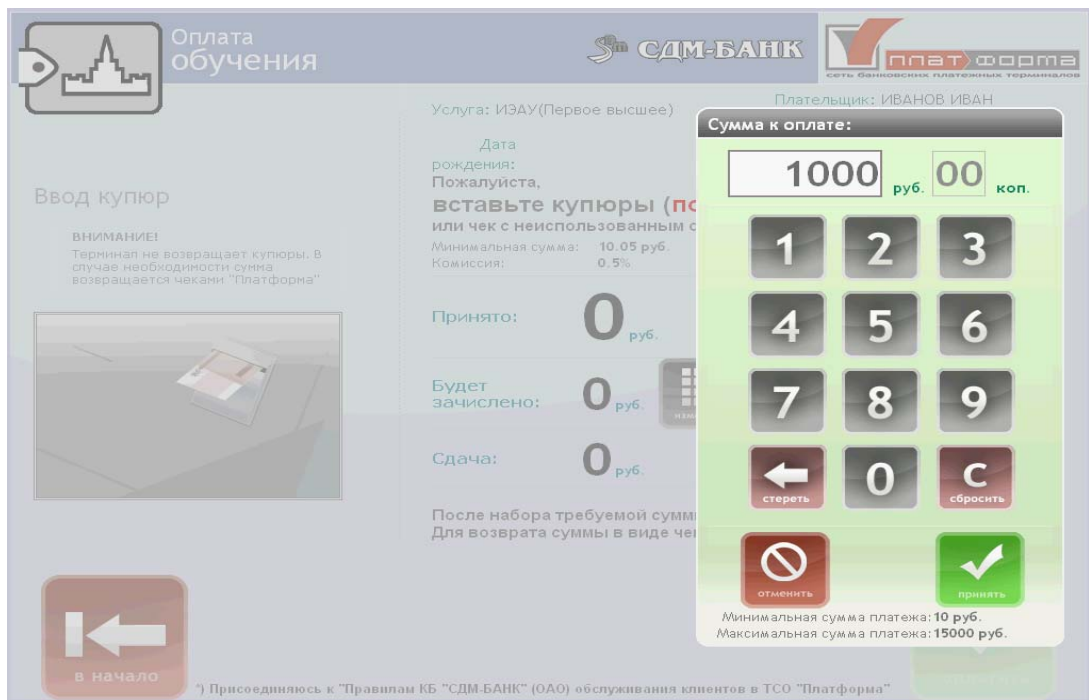 Оплата
обучения
СДМ-БАНК
платформа
сеть банковских платежных терминалов
Услуга: ИЭАУ(Первое высшее)
Плательщик: ИВАНОВ ИВАН
Дата
рождения:
Пожалуйста,
вставьте купюры
или чек с неиспользованным
Минимальная сумма: 10.05 руб.
Комиссия: 0.5%
Ввод купюр
ВНИМАНИЕ!
Терминал не возвращает купюры. В
случае необходимости сумма
возвращается чеками "Платформа"
Принято: 0 руб.
Будет
зачислено: 0 руб.
Сдача: 0 руб.
После набора требуемой
Для возврата суммы в виде
В начало
*) Присоединяюсь к "Правилам КБ "СДМ-БАНК" (ОАО) обслуживания клиентов в ТСО "Платформа"
Сумма к оплате:
1000 руб. 00 коп.
1 2 3
4 5 6
7 8 9
стереть 0 C сбросить
отменить принять
Минимальная сумма платежа: 10 руб.
Максимальная сумма платежа: 15000 руб.